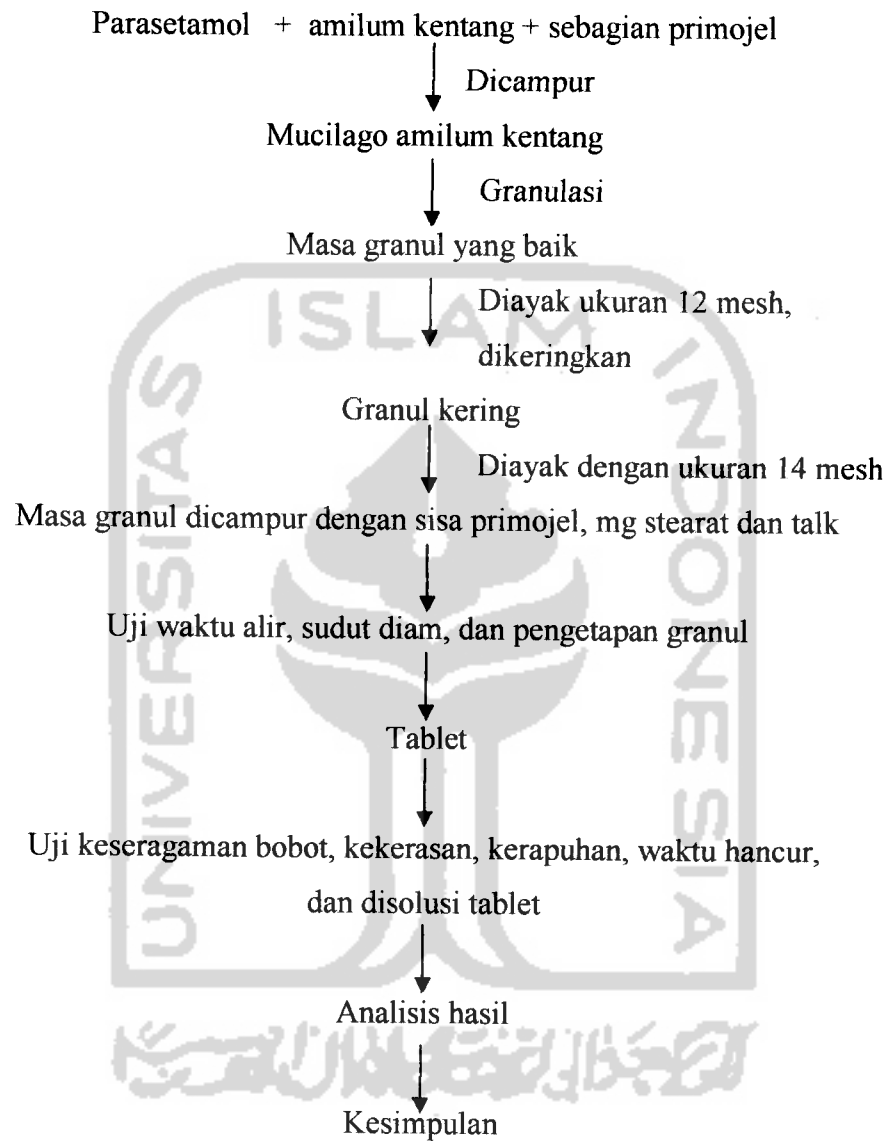 Parasetamol + amilum kentang + sebagian primojel
Dicampur
Mucilago amilum kentang
Granulasi
Masa granul yang baik
Diayak ukuran 12 mesh,
dikeringkan
Granul kering
Diayak dengan ukuran 14 mesh
Masa granul dicampur dengan sisa primojel, mg stearat dan talk
Uji waktu alir, sudut diam, dan pengetapan granul
Tablet
Uji keseragaman bobot, kekerasan, kerapuhan, waktu hancur,
dan disolusi tablet
Analisis hasil
Kesimpulan
UNIVERSITAS
ISLAM
INDONESIA